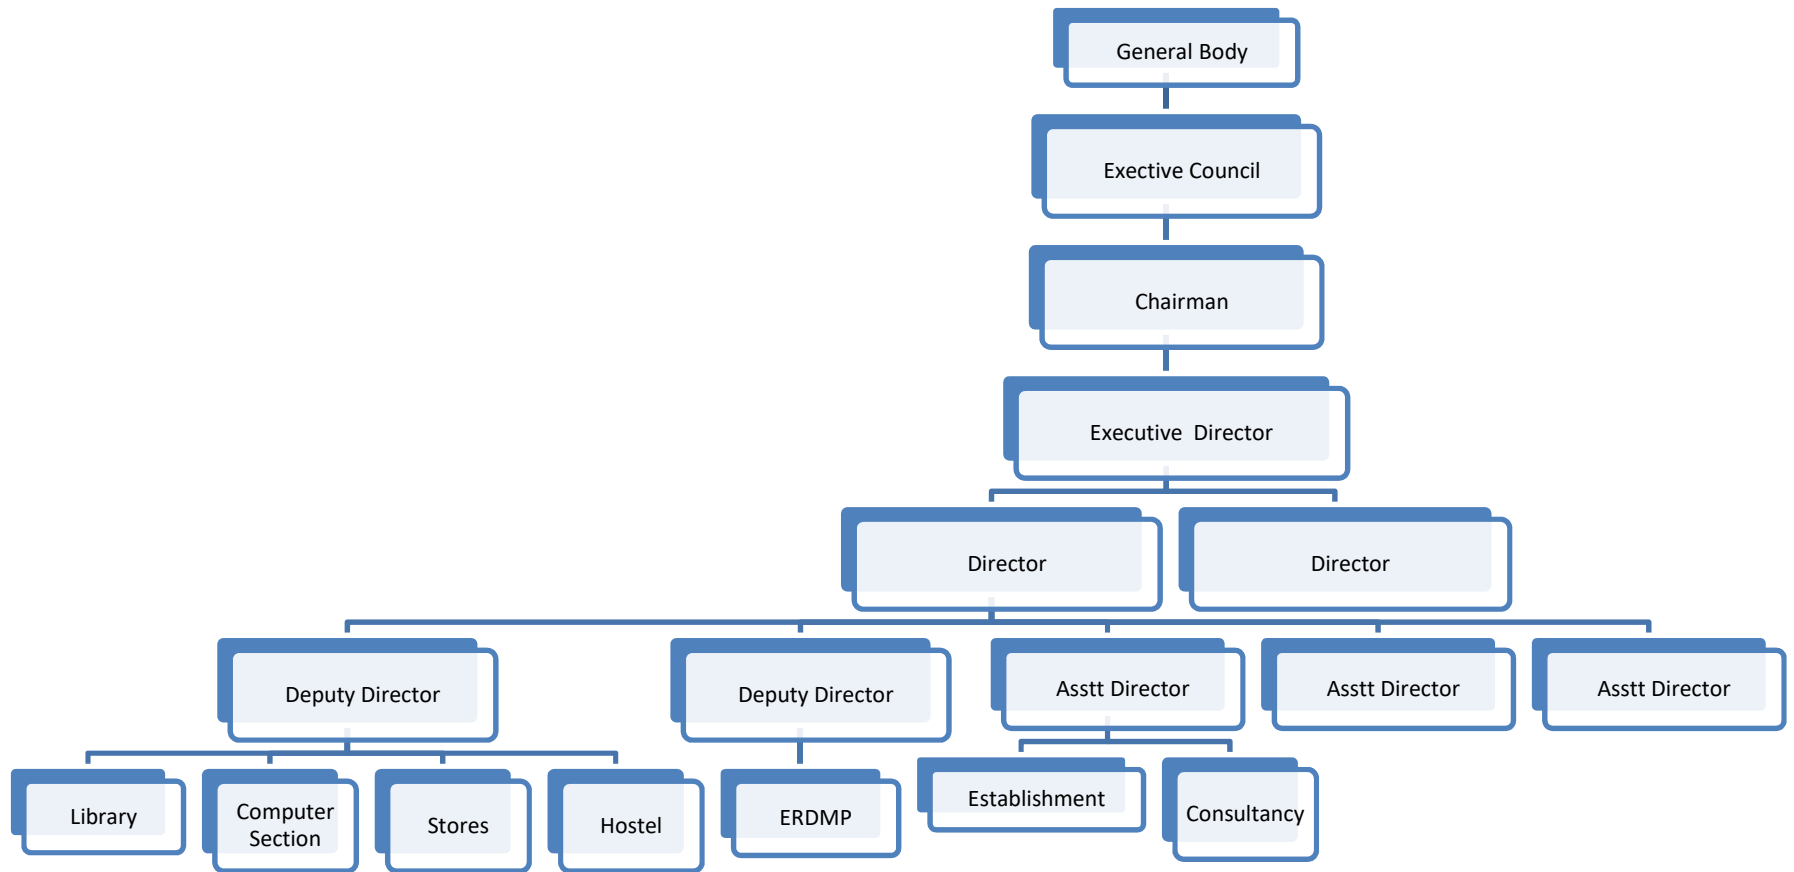 General Body
Exective Council
Chairman
Executive  Director
Director
Director
Deputy Director
Deputy Director
Asstt Director
Asstt Director
Asstt Director
Library
Computer
Section
Stores
Hostel
ERDMP
Establishment
Consultancy